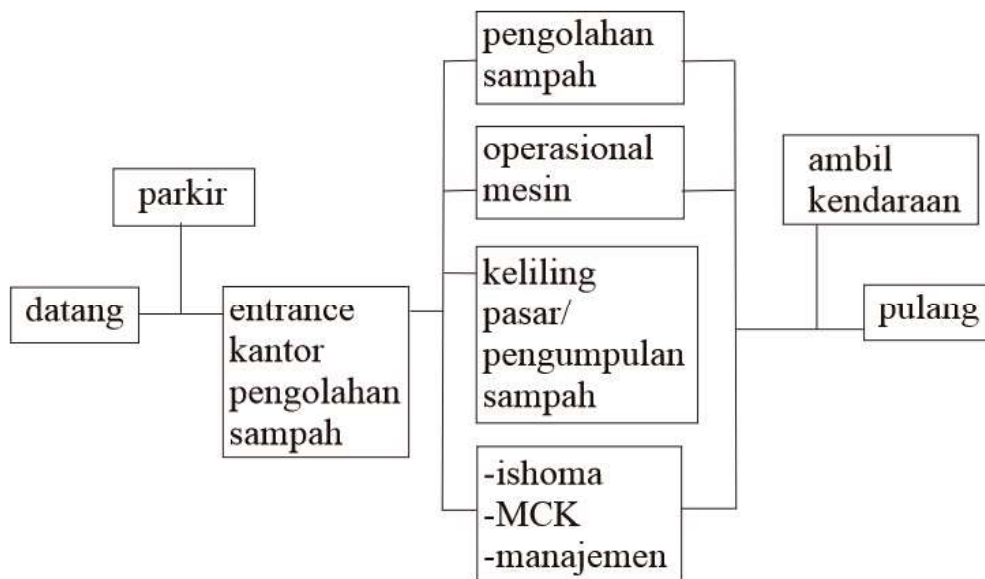 datang
parkir
entrance
kantor
pengolahan
sampah
pengolahan
sampah
operasional
mesin
keliling
pasar/
pengumpulan
sampah
-ishoma
-MCK
-manajemen
ambil
kendaraan
pulang